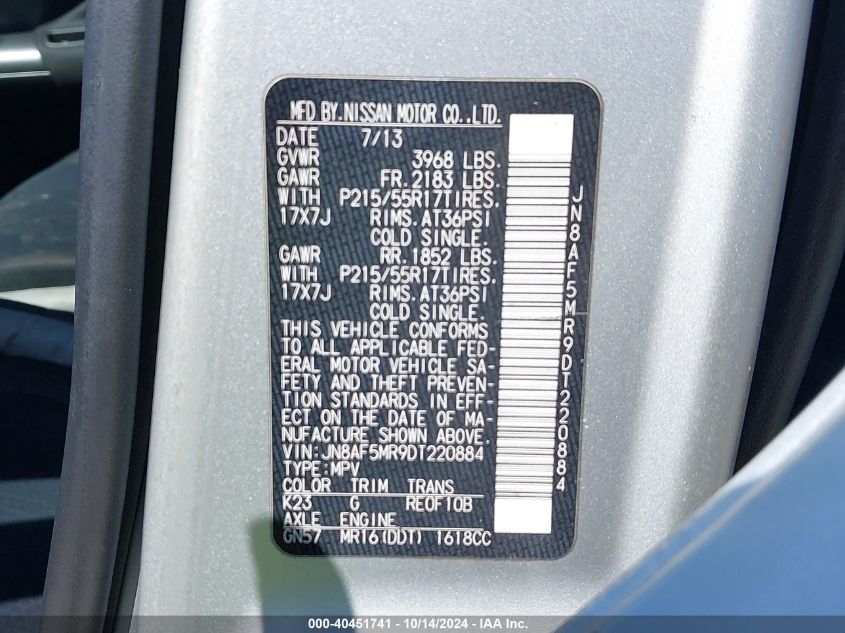 MFD BY.NISSAN MOTOR CO.,LTD.
DATE 7/13
GVWR 3968 LBS.
GAWR FR.2183 LBS.
WITH P215/55R17TIRES.
17X7J RIMS.AT36PSI
COLD SINGLE.
GAWR RR.1852 LBS.
WITH P215/55R17TIRES.
17X7J RIMS.AT36PSI
COLD SINGLE.
THIS VEHICLE CONFORMS
TO ALL APPLICABLE FED-
ERAL MOTOR VEHICLE SA-
FETY AND THEFT PREVEN-
TION STANDARDS IN EFF-
ECT ON THE DATE OF MA-
NUFACTURE SHOWN ABOVE.
VIN:JN8AF5MR9DT220884
TYPE:MPV
COLOR TRIM TRANS
K23 G RE0F10B
AXLE ENGINE
GN57 MR16(DDT) 1618CC
JN8AF5MR9DT220884
000-40451741 - 10/14/2024 - IAA Inc.